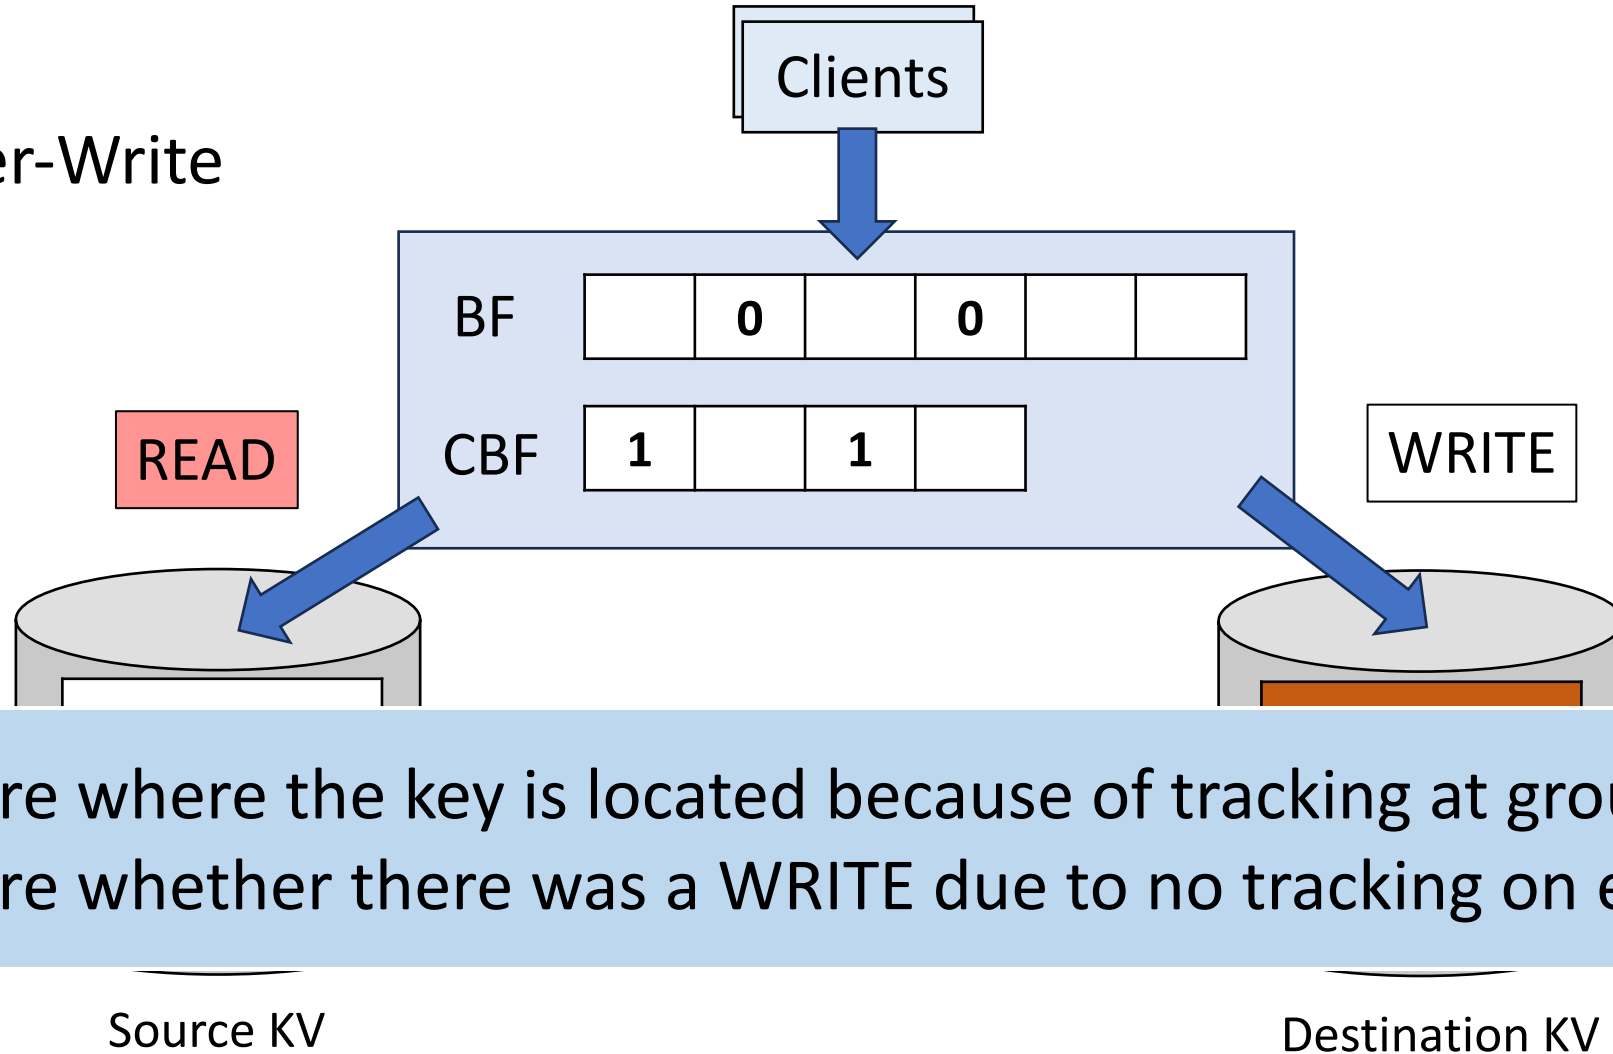 Clients
er-Write
BF 0 0
READ
CBF 1 1
WRITE
re where the key is located because of tracking at grou
re whether there was a WRITE due to no tracking on e
Source KV
Destination KV